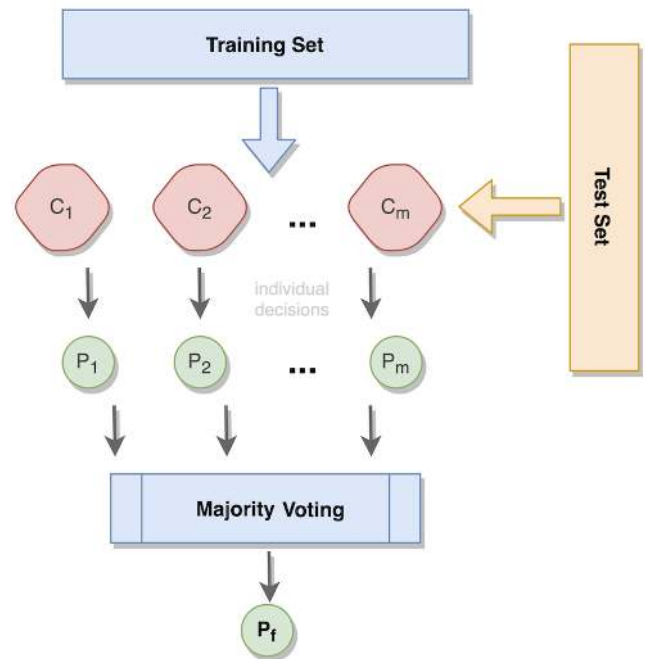 Training Set
Test Set
C1
C2
...
Cm
individual
decisions
P1
P2
...
Pm
Majority Voting
Pf